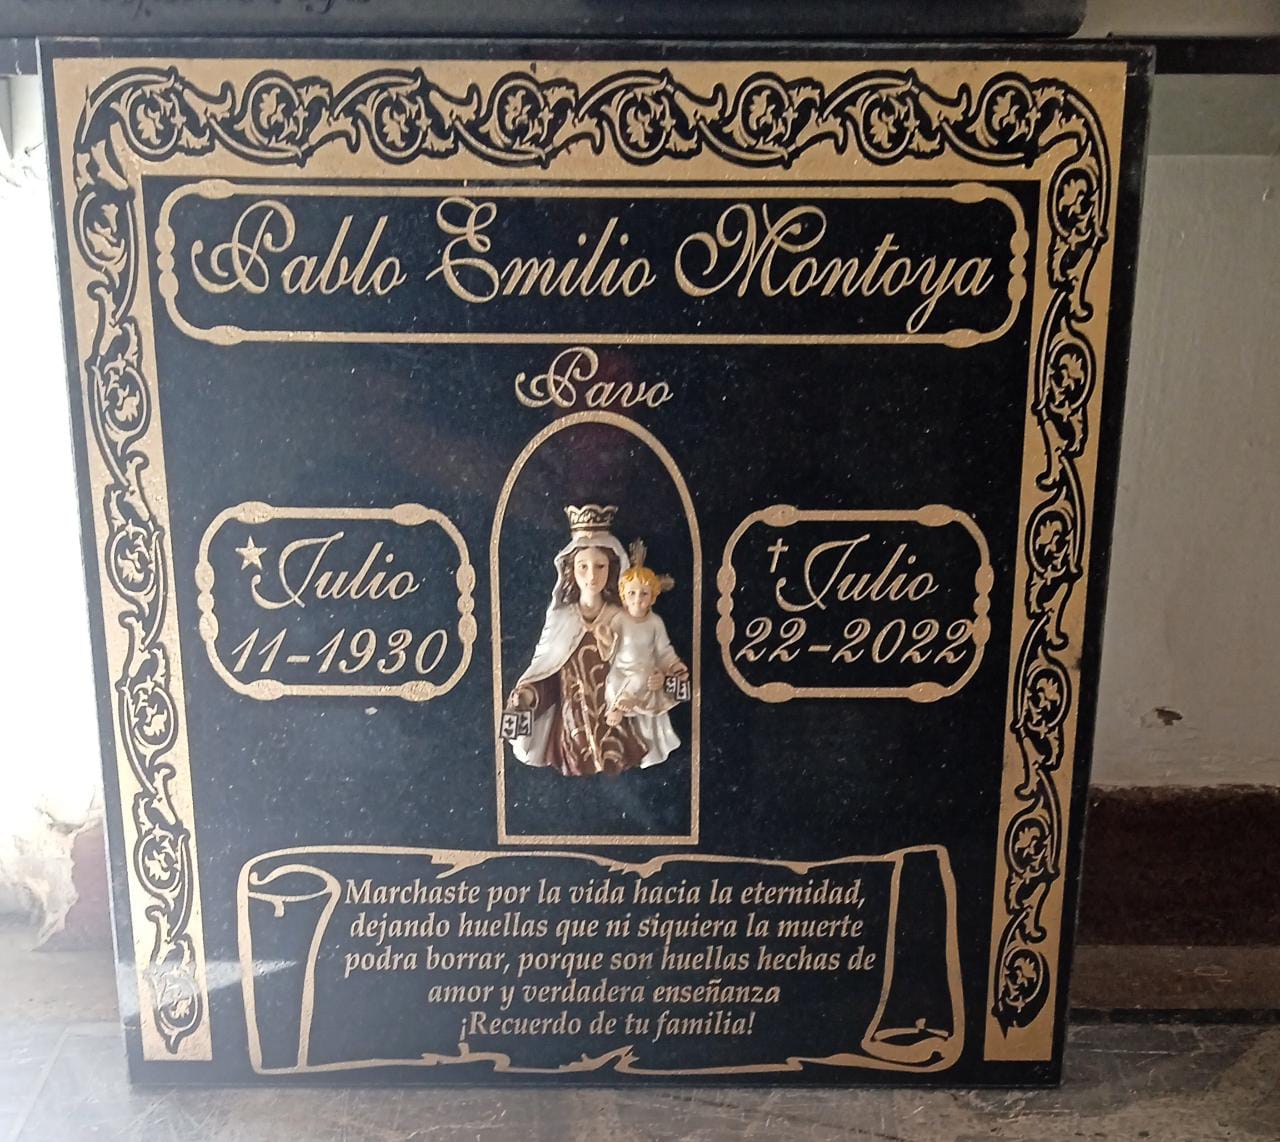 Pablo Emilio Montoya
Pavo
Julio
11-1930
Julio
22-2022
Marchaste por la vida hacia la eternidad,
dejando huellas que ni siquiera la muerte
podra borrar, porque son huellas hechas de
amor y verdadera enseñanza
¡Recuerdo de tu familia!